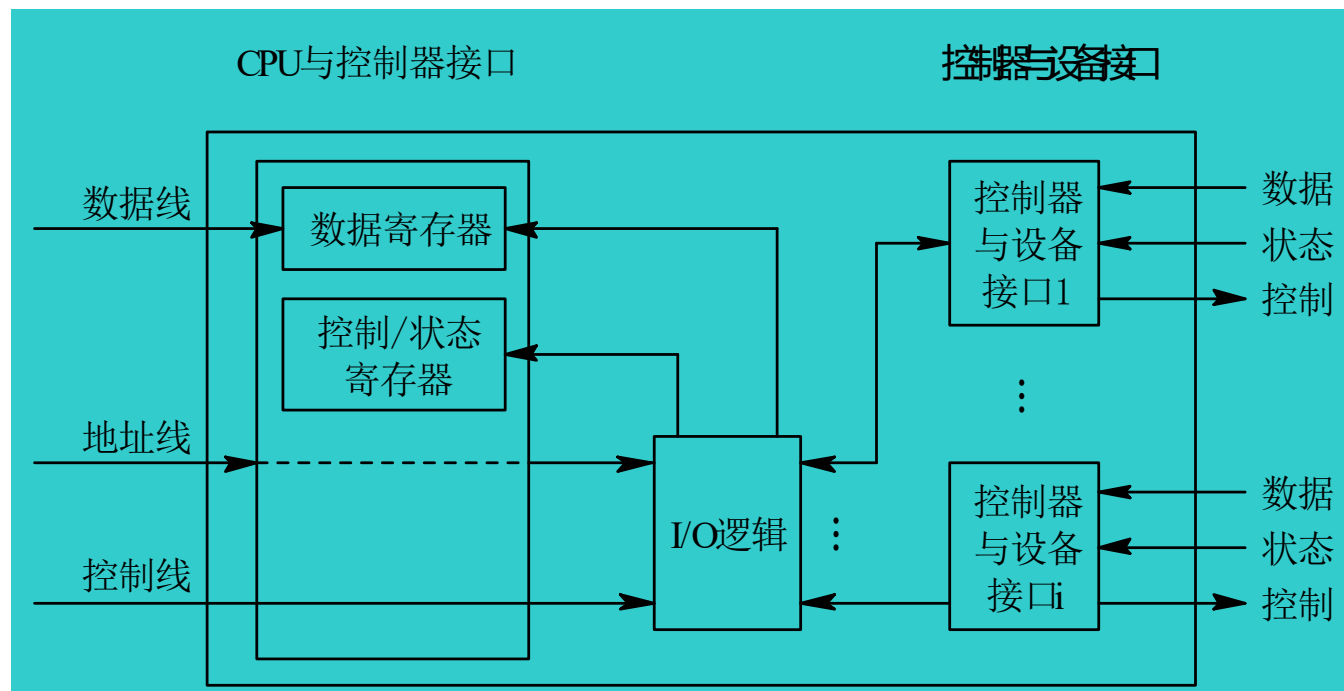 CPU与控制器接口
控制器与设备接口
数据线
数据寄存器
控制/状态
寄存器
地址线
控制线
I/O逻辑
⋮
控制器
与设备
接口1
数据
状态
控制
⋮
控制器
与设备
接口i
数据
状态
控制